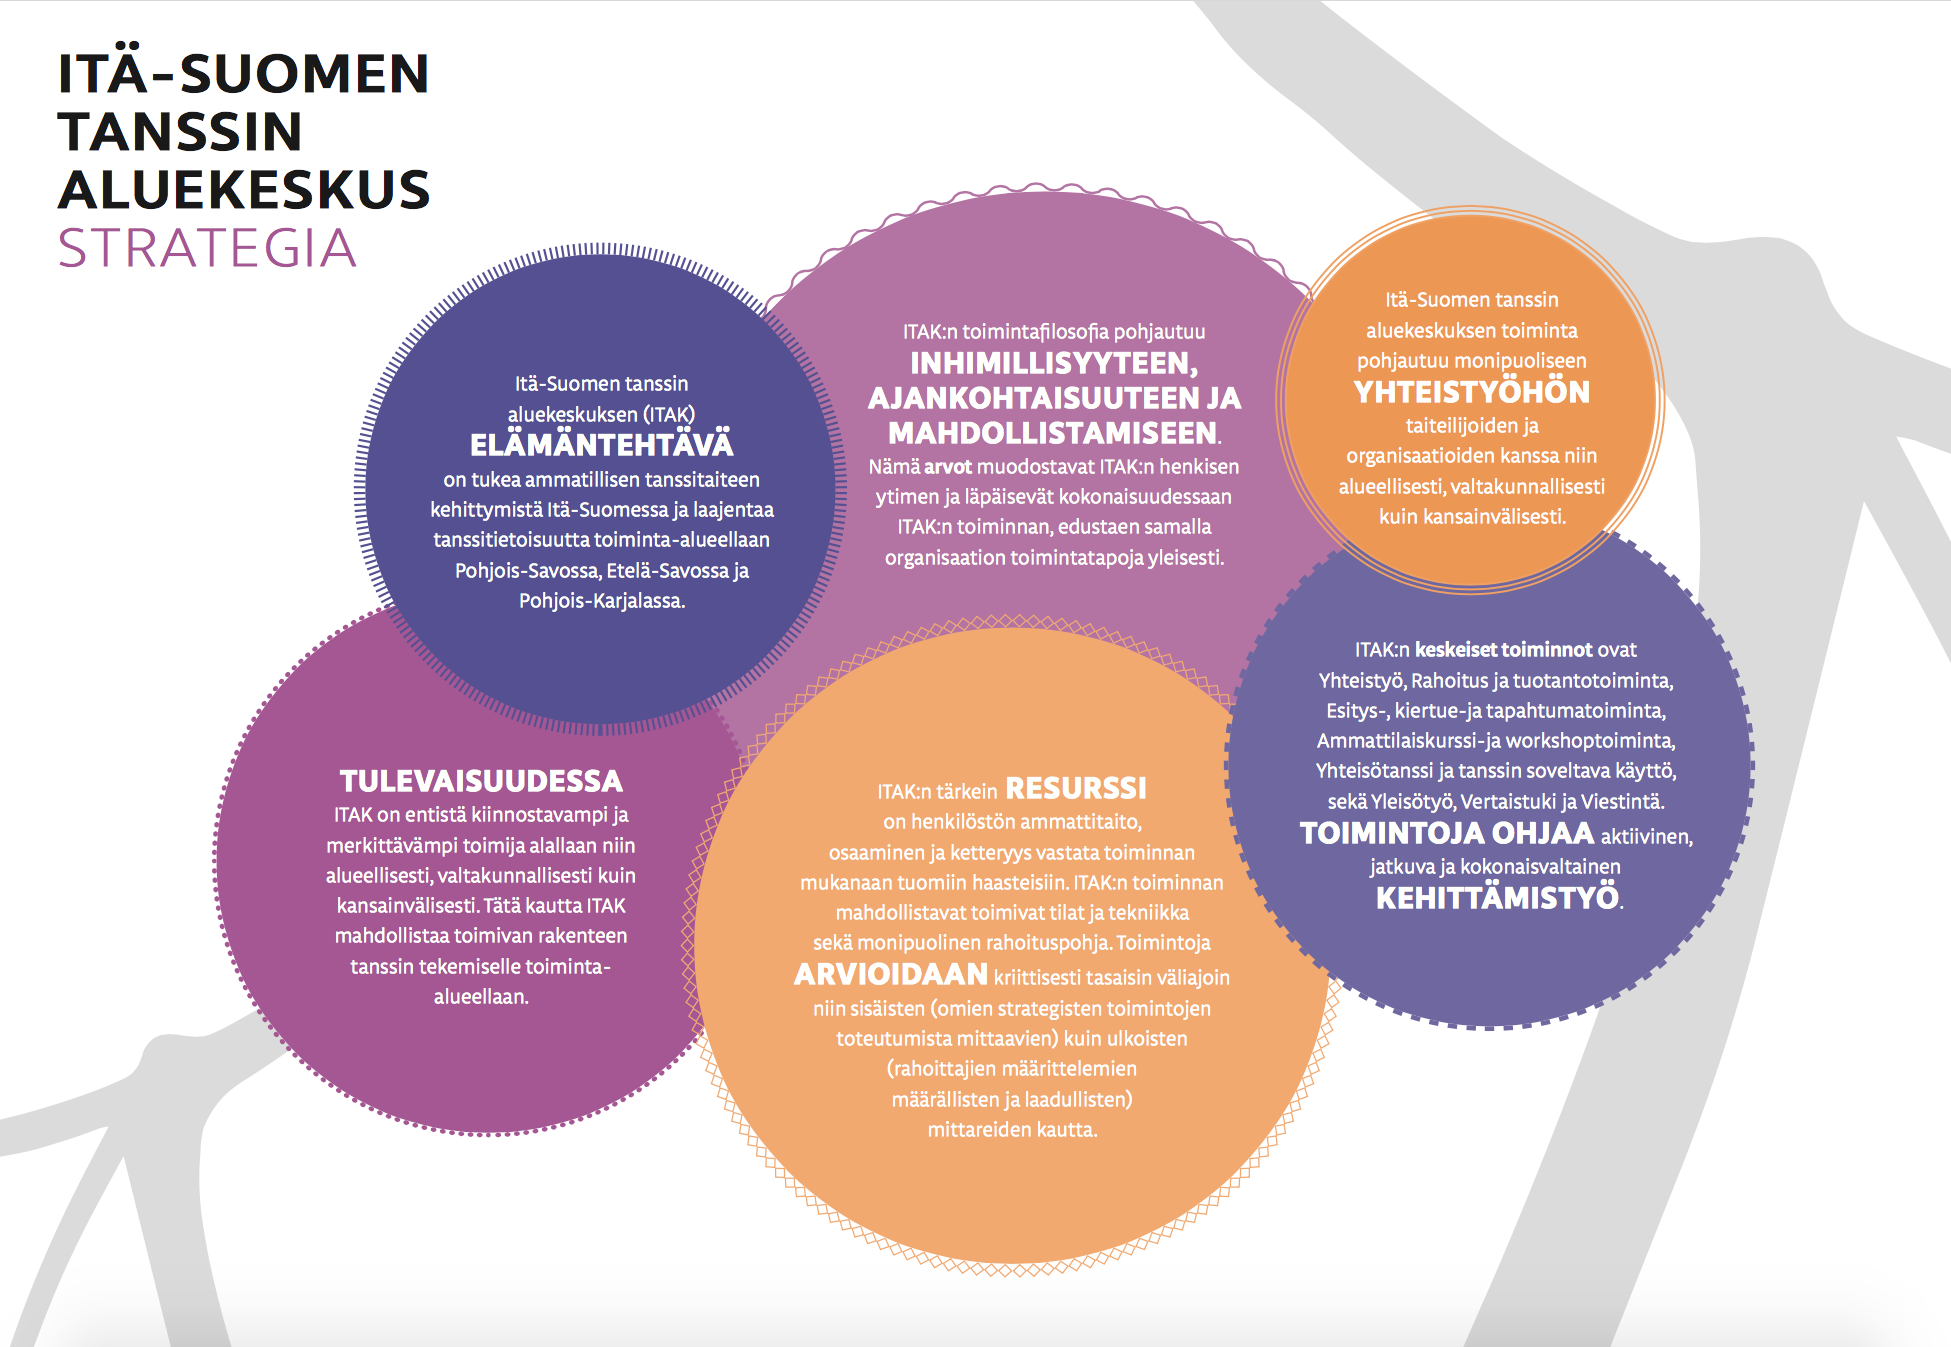 ITÄ-SUOMEN
TANSSIN
ALUEKESKUS
STRATEGIA
Itä-Suomen tanssin
aluekeskuksen (ITAK)
ELÄMÄNTEHTÄVÄ
on tukea ammatillisen tanssitaiteen
kehittymistä Itä-Suomessa ja laajentaa
tanssitietoisuutta toiminta-alueellaan
Pohjois-Savossa, Etelä-Savossa ja
Pohjois-Karjalassa.
ITAK:n toimintafilosofia pohjautuu
INHIMILLISYYTEEN,
AJANKOHTAISUUTEEN JA
MAHDOLLISTAMISEEN.
Nämä arvot muodostavat ITAK:n henkisen
ytimen ja läpäisevät kokonaisuudessaan
ITAK:n toiminnan, edustaen samalla
organisaation toimintatapoja yleisesti.
Itä-Suomen tanssin
aluekeskuksen toiminta
pohjautuu monipuoliseen
YHTEISTYÖHÖN
taiteilijoiden ja
organisaatioiden kanssa niin
alueellisesti, valtakunnallisesti
kuin kansainvälisesti.
TULEVAISUUDESSA
ITAK on entistä kiinnostavampi ja
merkittävämpi toimija alallaan niin
alueellisesti, valtakunnallisesti kuin
kansainvälisesti. Tätä kautta ITAK
mahdollistaa toimivan rakenteen
tanssin tekemiselle toiminta-
alueellaan.
ITAK:n tärkein RESURSSI
on henkilöstön ammattitaito,
osaaminen ja ketteryys vastata toiminnan
mukanaan tuomiin haasteisiin. ITAK:n toiminnan
mahdollistavat toimivat tilat ja tekniikka
sekä monipuolinen rahoituspohja. Toimintoja
ARVIOIDAAN kriittisesti tasaisin väliajoin
niin sisäisten (omien strategisten toimintojen
toteutumista mittaavien) kuin ulkoisten
(rahoittajien määrittelemien
määrällisten ja laadullisten)
mittareiden kautta.
ITAK:n keskeiset toiminnot ovat
Yhteistyö, Rahoitus ja tuotantotoiminta,
Esitys-, kiertue-ja tapahtumatoiminta,
Ammattilaiskurssi-ja workshoptoiminta,
Yhteisötanssi ja tanssin soveltava käyttö,
sekä Yleisötyö, Vertaistuki ja Viestintä.
TOIMINTOJA OHJAA aktiivinen,
jatkuva ja kokonaisvaltainen
KEHITTÄMISTYÖ.